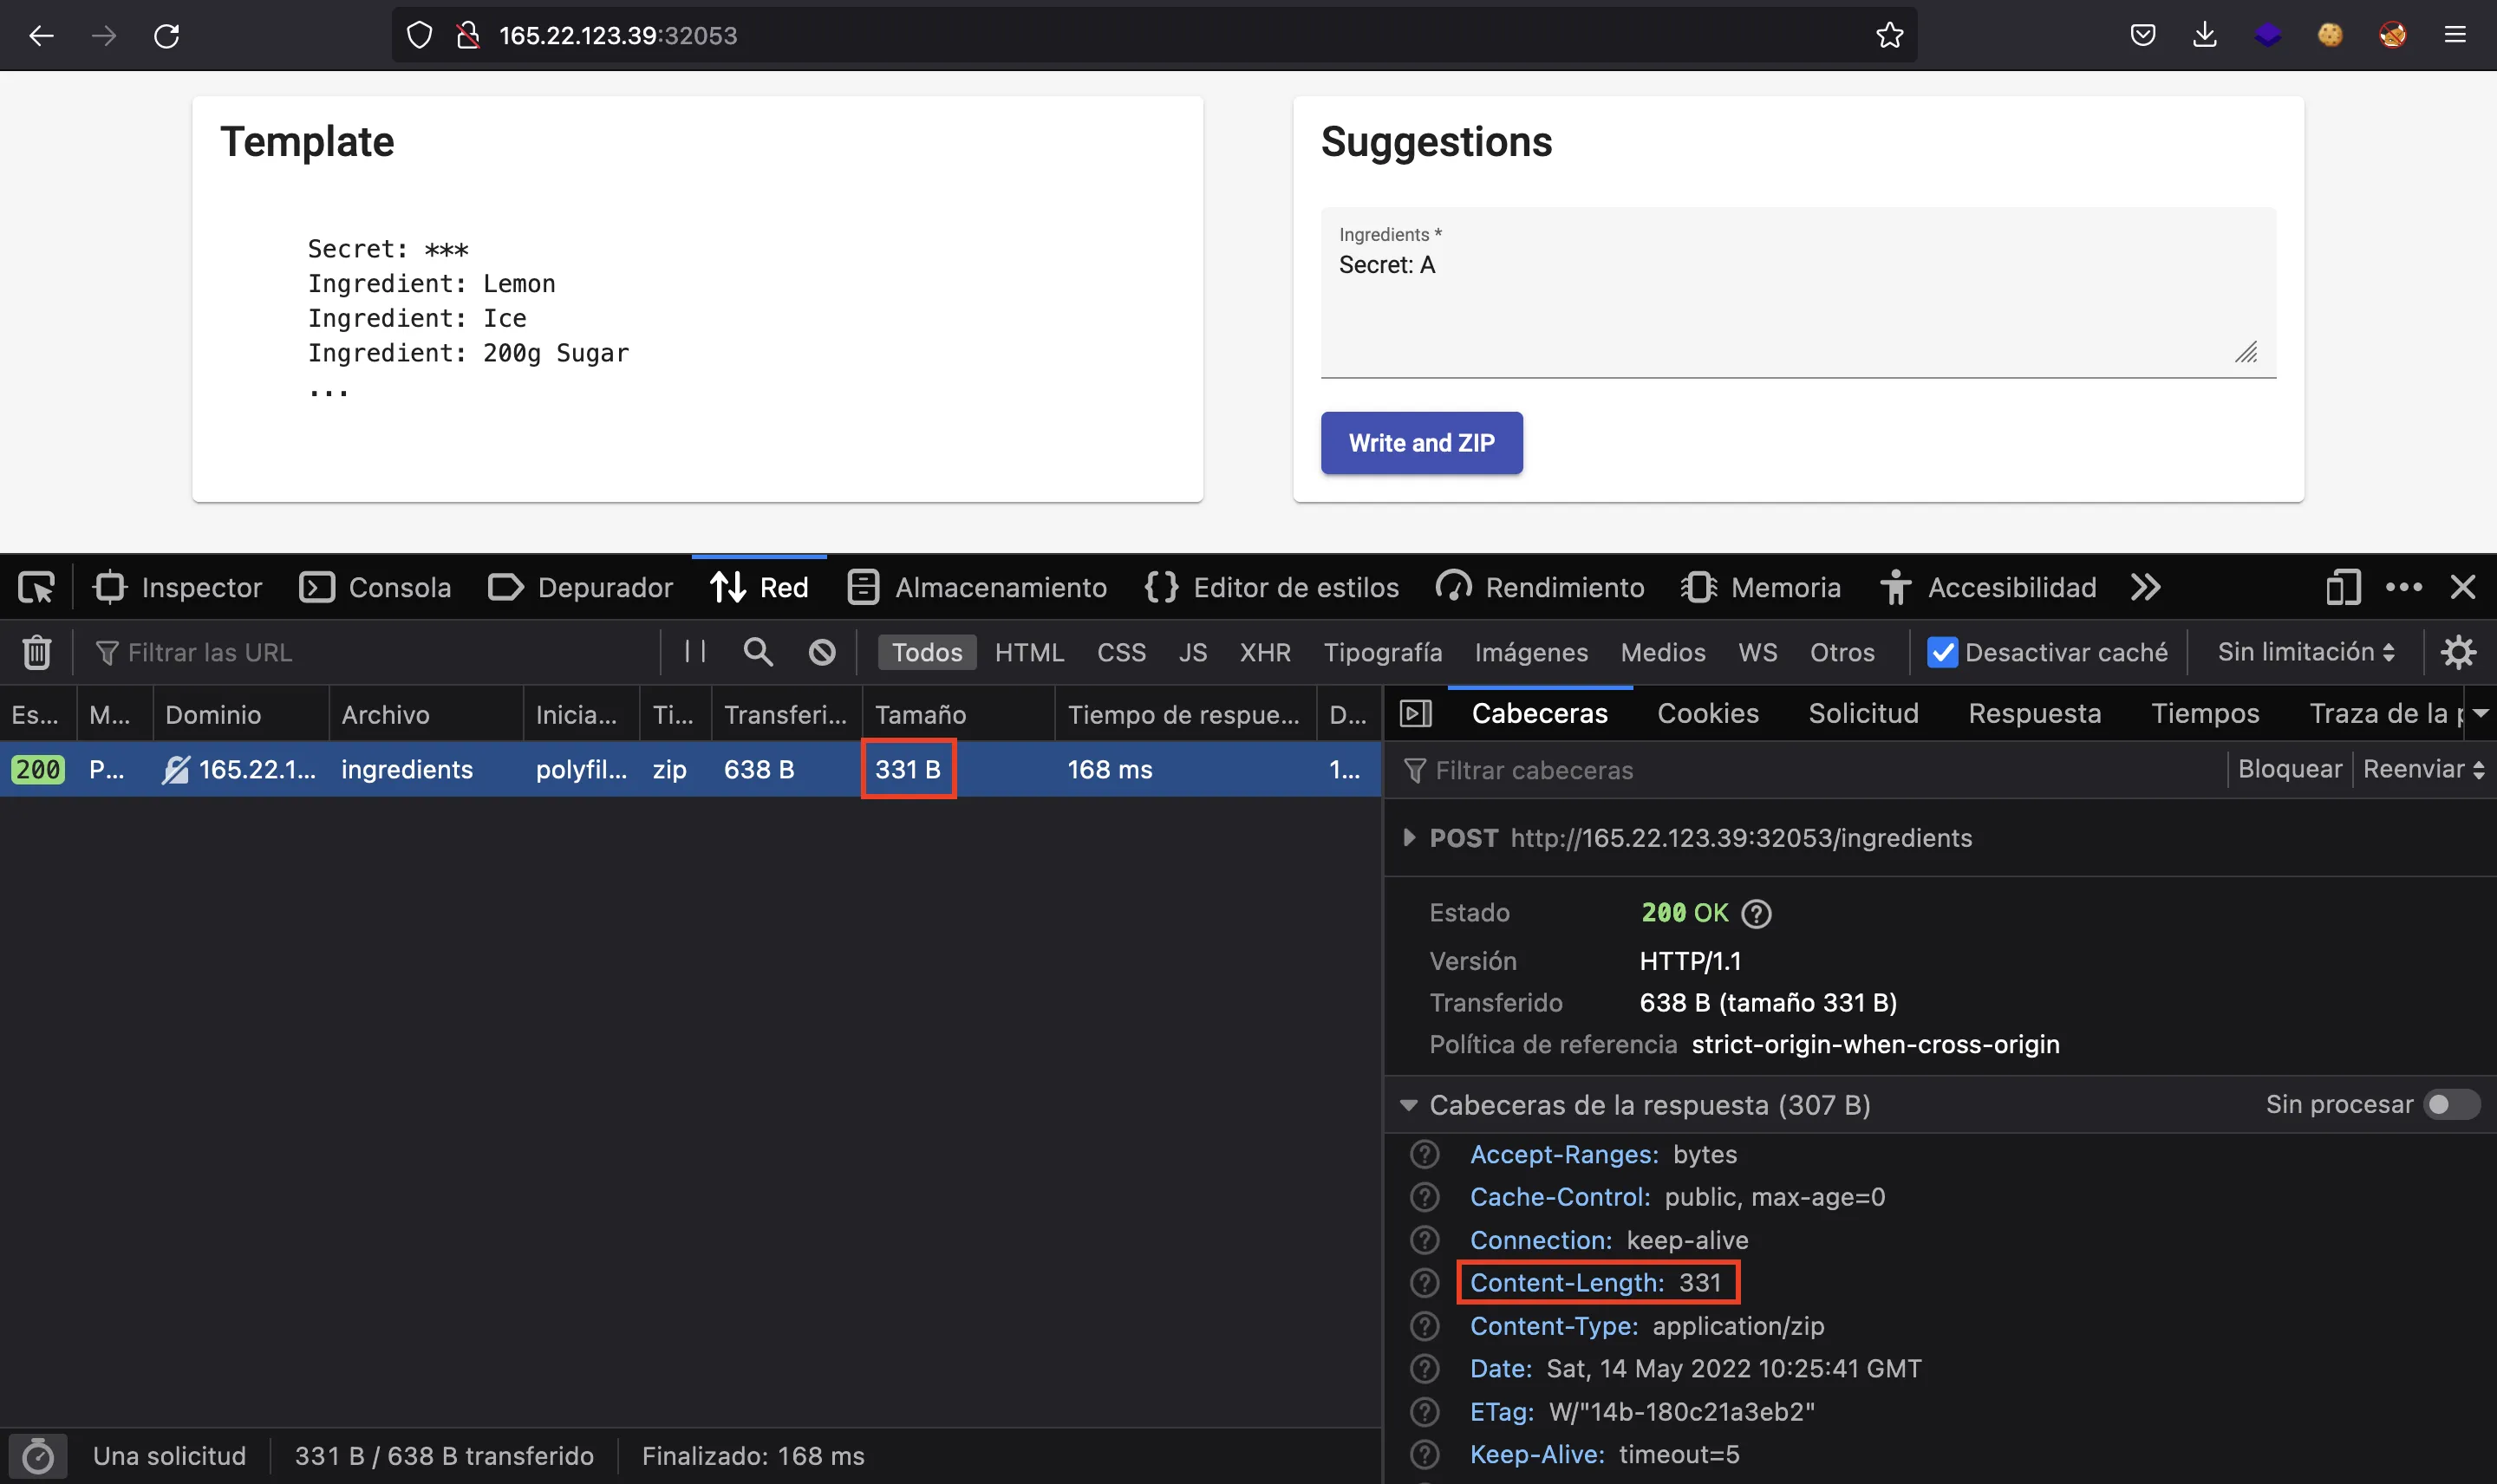 165.22.123.39:32053
Template
Secret: ***
Ingredient: Lemon
Ingredient: Ice
Ingredient: 200g Sugar
...
Suggestions
Ingredients *
Secret: A
Write and ZIP
Inspector Consola Depurador Red Almacenamiento Editor de estilos Rendimiento Memoria Accesibilidad
Filtrar las URL Todos HTML CSS JS XHR Tipografía Imágenes Medios WS Otros Desactivar caché Sin limitación
Es... M... Dominio Archivo Inicia... Ti... Transferi... Tamaño Tiempo de respue... D...
200 P... 165.22.1... ingredients polyfil... zip 638 B 331 B 168 ms 1...
Cabeceras Cookies Solicitud Respuesta Tiempos Traza de la
Filtrar cabeceras Bloquear Reenviar
POST http://165.22.123.39:32053/ingredients
Estado 200 OK
Versión HTTP/1.1
Transferido 638 B (tamaño 331 B)
Política de referencia strict-origin-when-cross-origin
Cabeceras de la respuesta (307 B) Sin procesar
Accept-Ranges: bytes
Cache-Control: public, max-age=0
Connection: keep-alive
Content-Length: 331
Content-Type: application/zip
Date: Sat, 14 May 2022 10:25:41 GMT
ETag: W/"14b-180c21a3eb2"
Keep-Alive: timeout=5
Una solicitud 331 B / 638 B transferido Finalizado: 168 ms